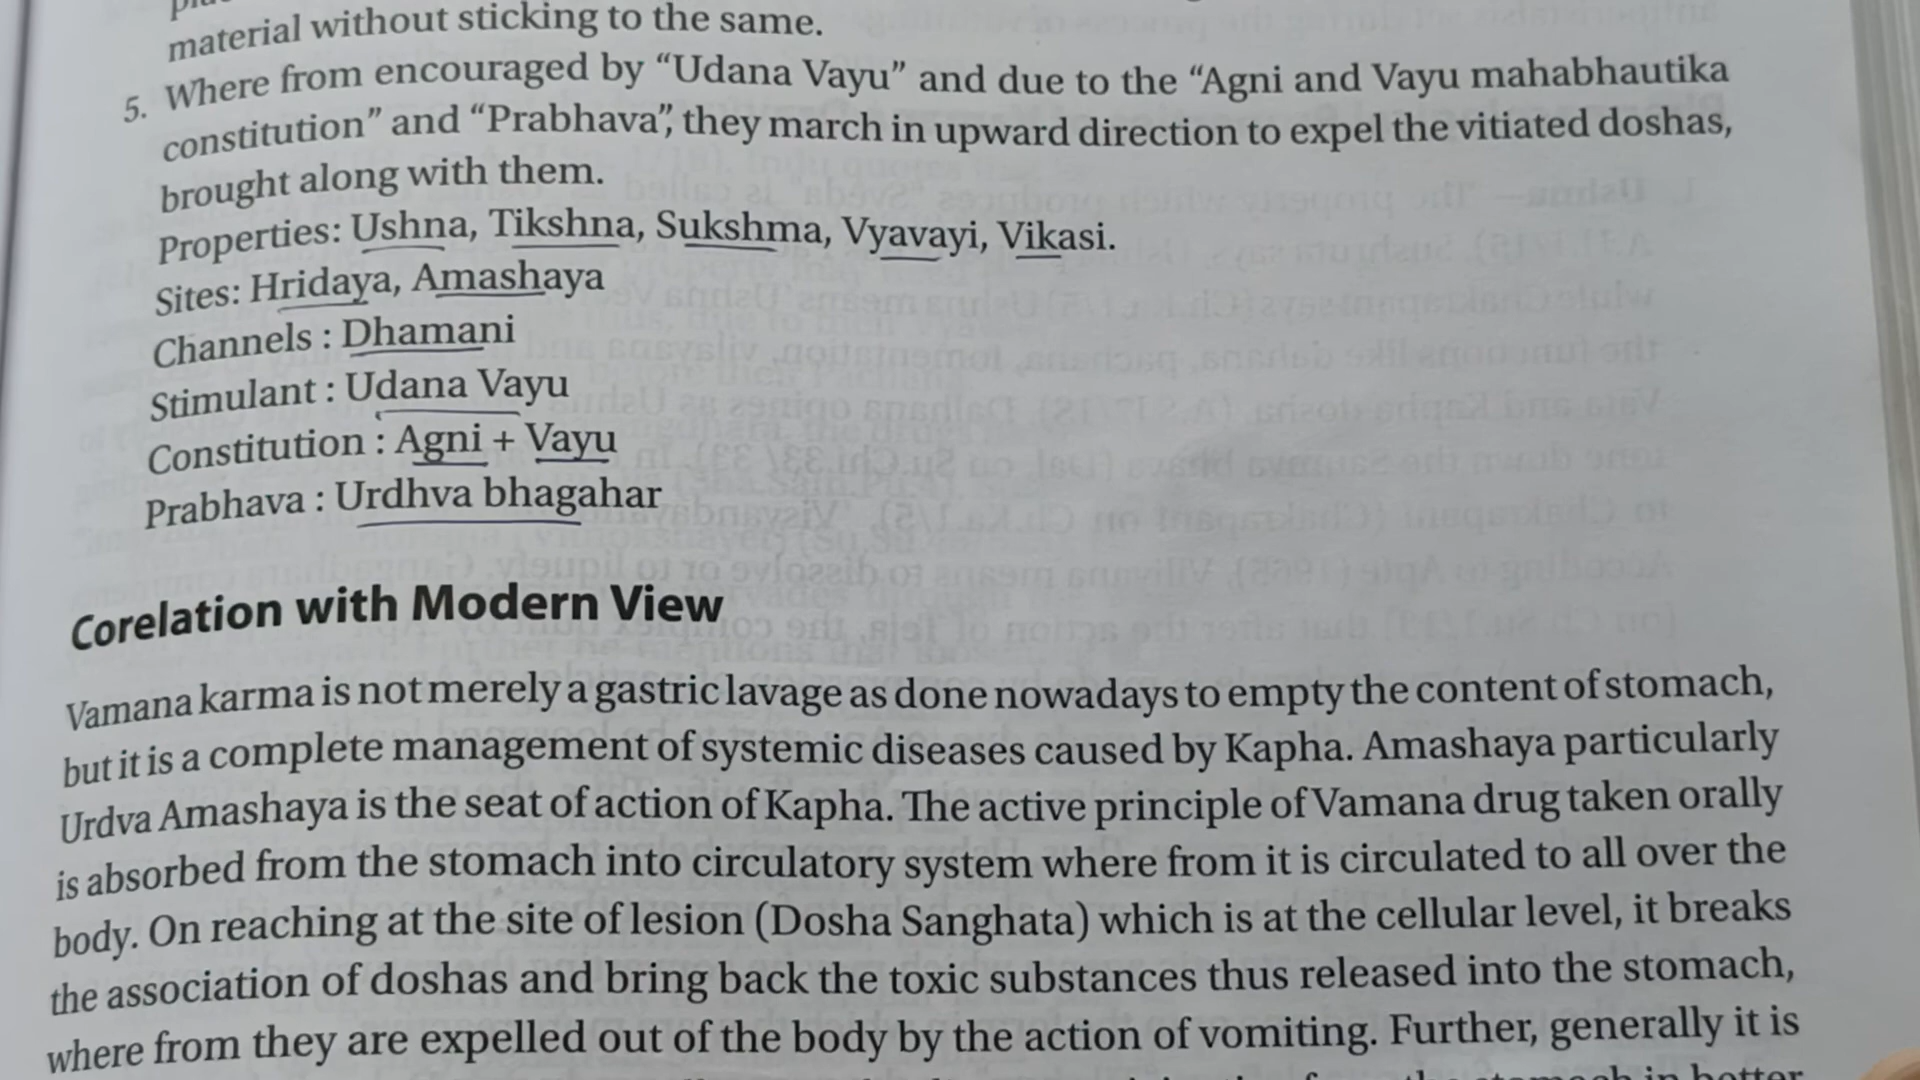 material without sticking to the same.
5. Where from encouraged by “Udana Vayu” and due to the “Agni and Vayu mahabhautika
constitution” and “Prabhava”, they march in upward direction to expel the vitiated doshas,
brought along with them.
Properties: Ushna, Tikshna, Sukshma, Vyavayi, Vikasi.
Sites: Hridaya, Amashaya
Channels : Dhamani
Stimulant : Udana Vayu
Constitution : Agni + Vayu
Prabhava : Urdhva bhagahar
Corelation with Modern View
Vamana karma is not merely a gastric lavage as done nowadays to empty the content of stomach,
but it is a complete management of systemic diseases caused by Kapha. Amashaya particularly
Urdva Amashaya is the seat of action of Kapha. The active principle of Vamana drug taken orally
is absorbed from the stomach into circulatory system where from it is circulated to all over the
body. On reaching at the site of lesion (Dosha Sanghata) which is at the cellular level, it breaks
the association of doshas and bring back the toxic substances thus released into the stomach,
where from they are expelled out of the body by the action of vomiting. Further, generally it is